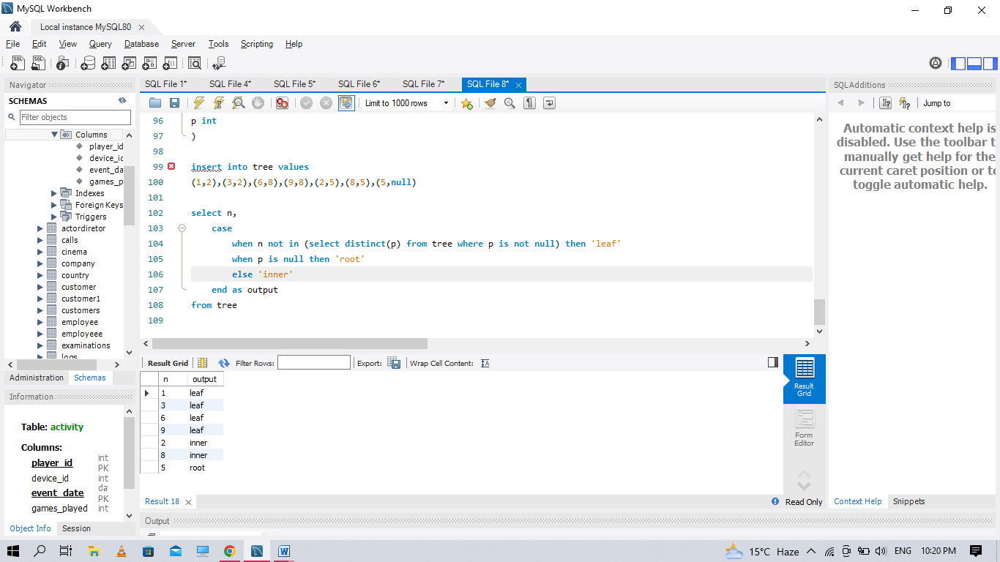 MySQL Workbench
Local instance MySQL80
File Edit View Query Database Server Tools Scripting Help
Navigator
SCHEMAS
Filter objects
Columns
player_id
device_id
event_da
games_p
Indexes
Foreign Keys
Triggers
actordiretor
calls
cinema
company
country
customer
customer1
customers
employee
employeee
examinations
logs
Administration Schemas
Information
Table: activity
Columns:
player_id int PK
device_id int
event_date da PK
games_played int
Object Info Session
SQL File 1* SQL File 4* SQL File 5* SQL File 6* SQL File 7* SQL File 8*
Limit to 1000 rows
96 p int
97 )
98
99 insert into tree values
100 (1,2),(3,2),(6,8),(9,8),(2,5),(8,5),(5,null)
101
102 select n,
103 case
104 when n not in (select distinct(p) from tree where p is not null) then 'leaf'
105 when p is null then 'root'
106 else 'inner'
107 end as output
108 from tree
109
Result Grid Filter Rows: Export: Wrap Cell Content:
n output
1 leaf
3 leaf
6 leaf
9 leaf
2 inner
8 inner
5 root
Result Grid
Form Editor
Result 18
Read Only
Output
SQLAdditions
Jump to
Automatic context help is
disabled. Use the toolbar t
manually get help for the
current caret position or to
toggle automatic help.
Context Help Snippets
15°C Haze ENG 10:20 PM